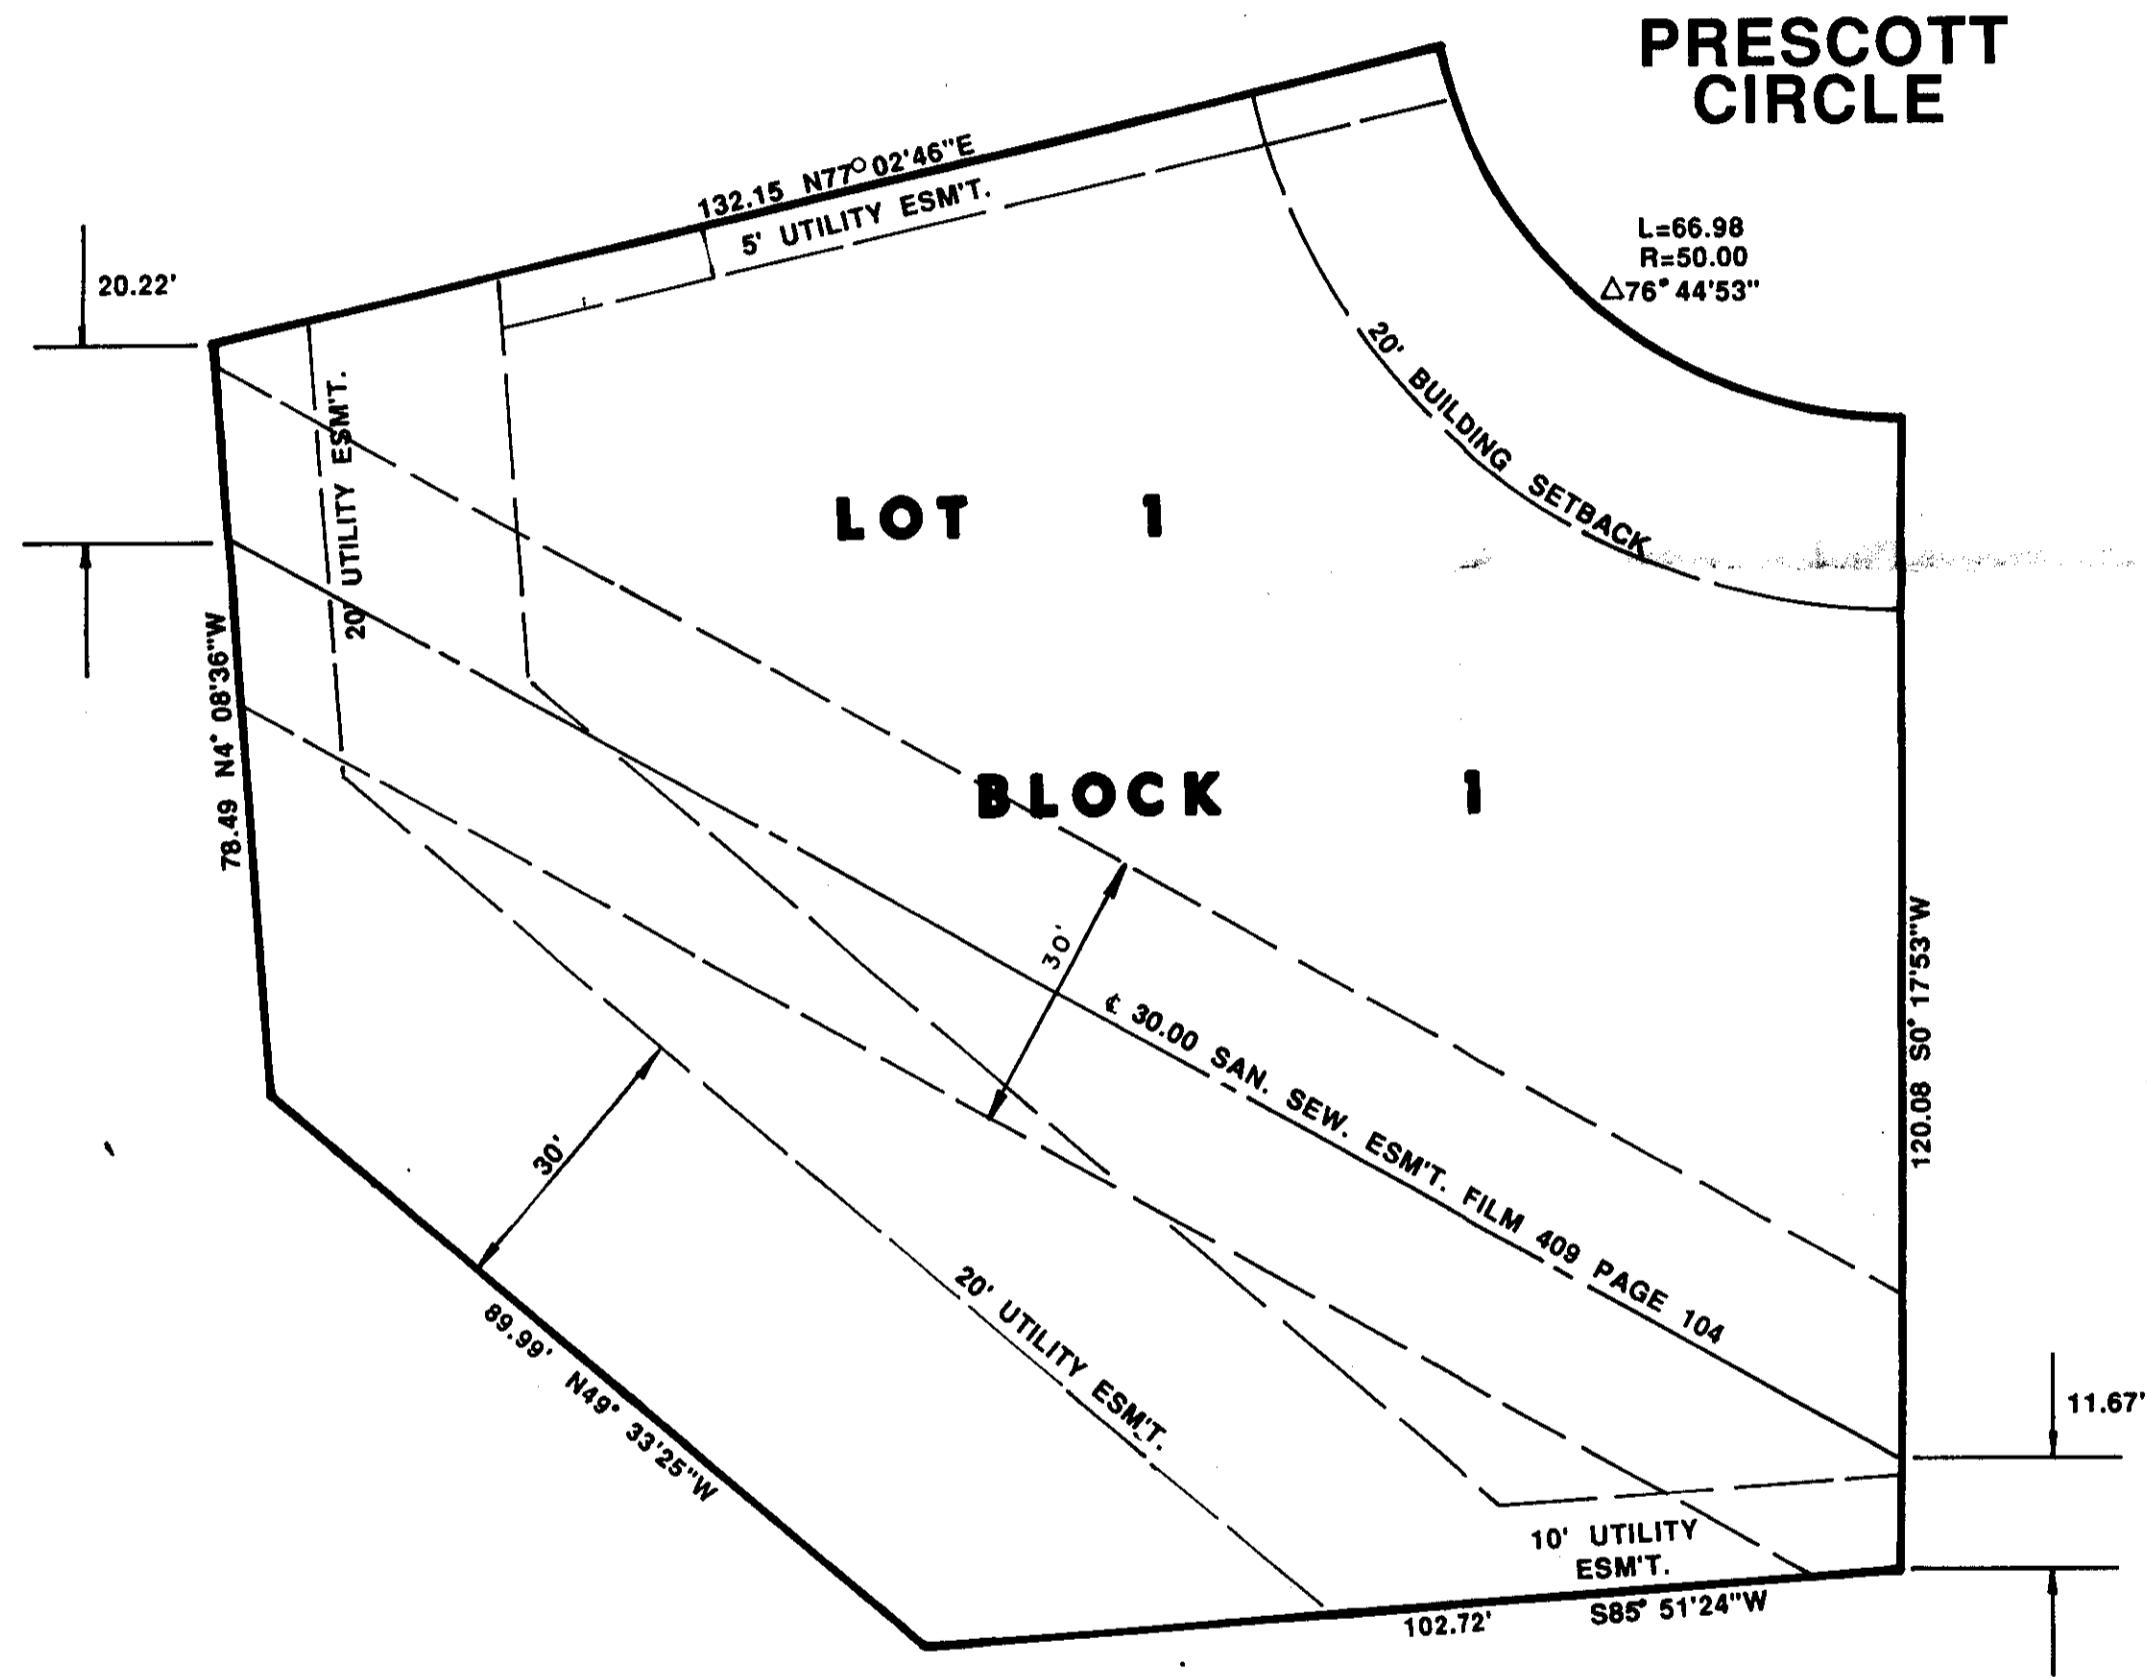 PRESCOTT
CIRCLE
132.15 N77° 02'46"E
5' UTILITY ESM'T.
20.22'
L=66.98
R=50.00
△76° 44'53"
20' UTILITY ESM'T.
20' BUILDING SETBACK
LOT 1
78.49 N4° 08'36"W
BLOCK 1
30'
℄ 30.00 SAN. SEW. ESM'T. FILM 409 PAGE 104
120.08 S0° 17'53"W
30'
20' UTILITY ESM'T.
89.99' N49° 33'25"W
11.67'
10' UTILITY
ESM'T.
102.72' S85° 51'24"W